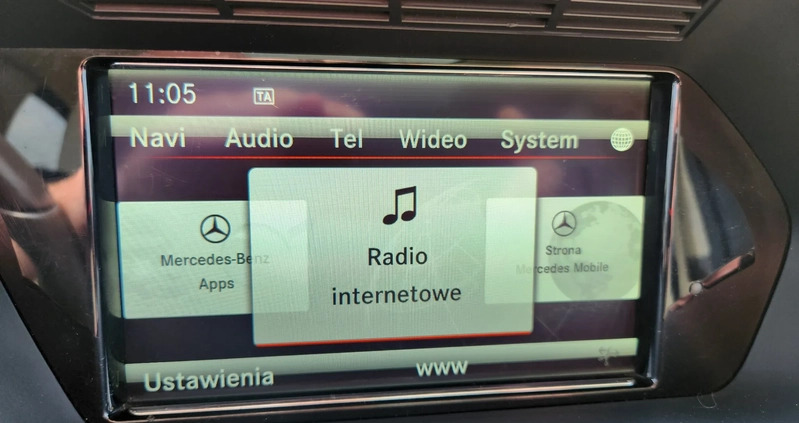 11:05 TA
Navi Audio Tel Wideo System
Mercedes-Benz
Apps
Radio
internetowe
Strona
Mercedes Mobile
Ustawienia www